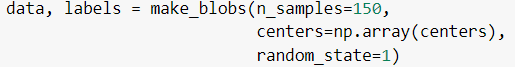 data, labels = make_blobs(n_samples=150,
centers=np.array(centers),
random_state=1)